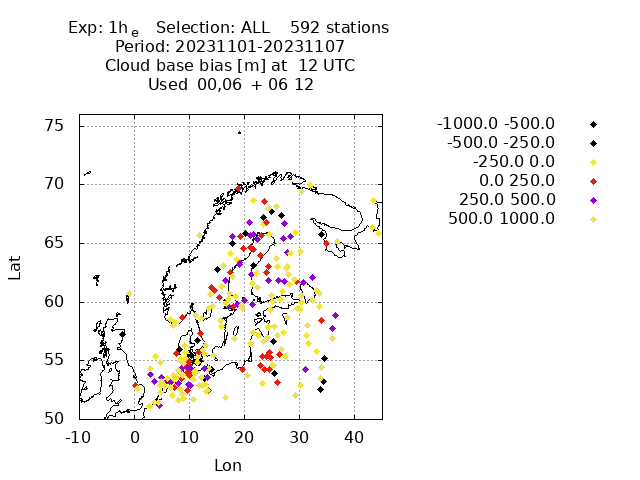 Exp: 1h e Selection: ALL 592 stations
Period: 20231101-20231107
Cloud base bias [m] at 12 UTC
Used 00,06 + 06 12
-1000.0 -500.0
-500.0 -250.0
-250.0 0.0
0.0 250.0
250.0 500.0
500.0 1000.0
Lat
75
70
65
60
55
50
-10 0 10 20 30 40
Lon